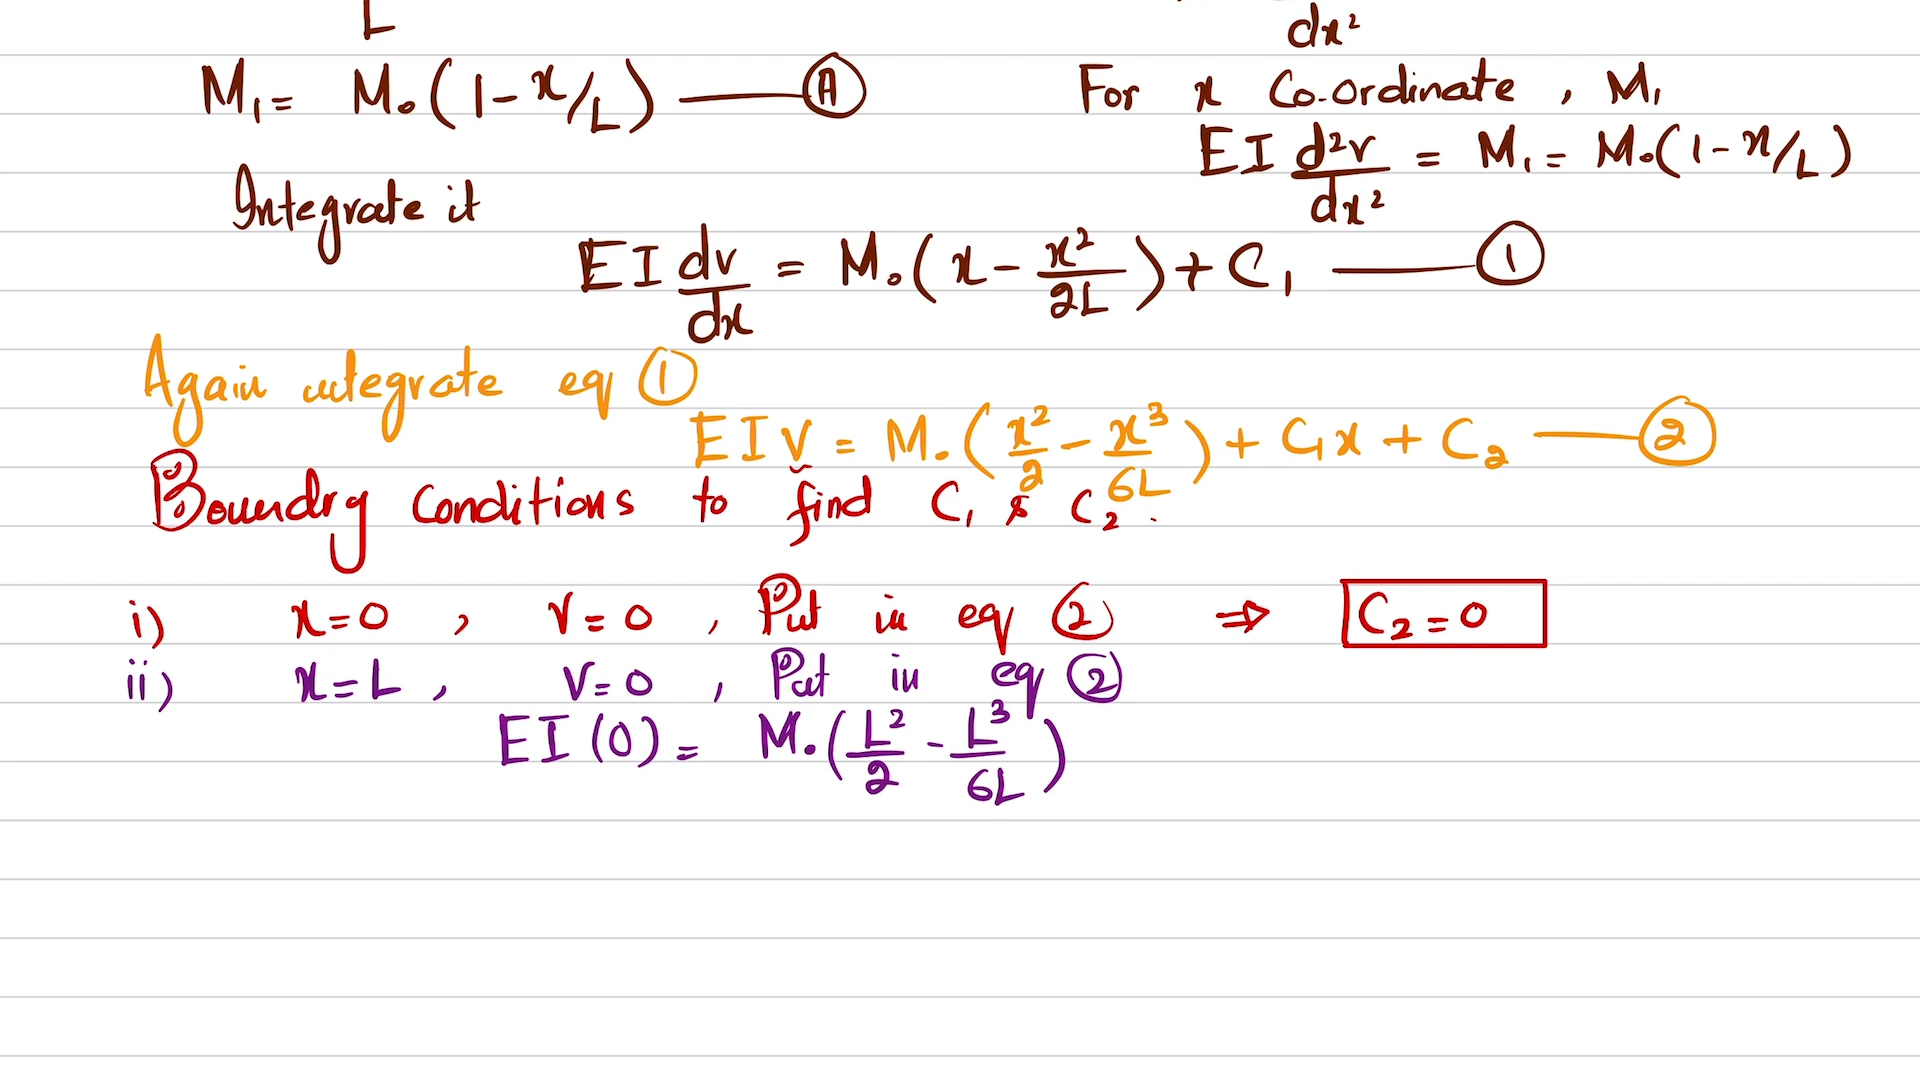 L
dx²
M₁ = M₀(1 - x/L) —— Ⓐ
For x Co-ordinate, M₁
EI d²v/dx² = M₁ = M₀(1 - x/L)
Integrate it
EI dv/dx = M₀(x - x²/2L) + C₁ —— ①
Again integrate eq ①
EIV = M₀(x²/2 - x³/6L) + C₁x + C₂ —— ②
Boundry Conditions to find C₁ & C₂.
i) x=0, v=0, Put in eq ② ⇒ C₂ = 0
ii) x=L, v=0, Put in eq ②
EI(0) = M₀(L²/2 - L³/6L)